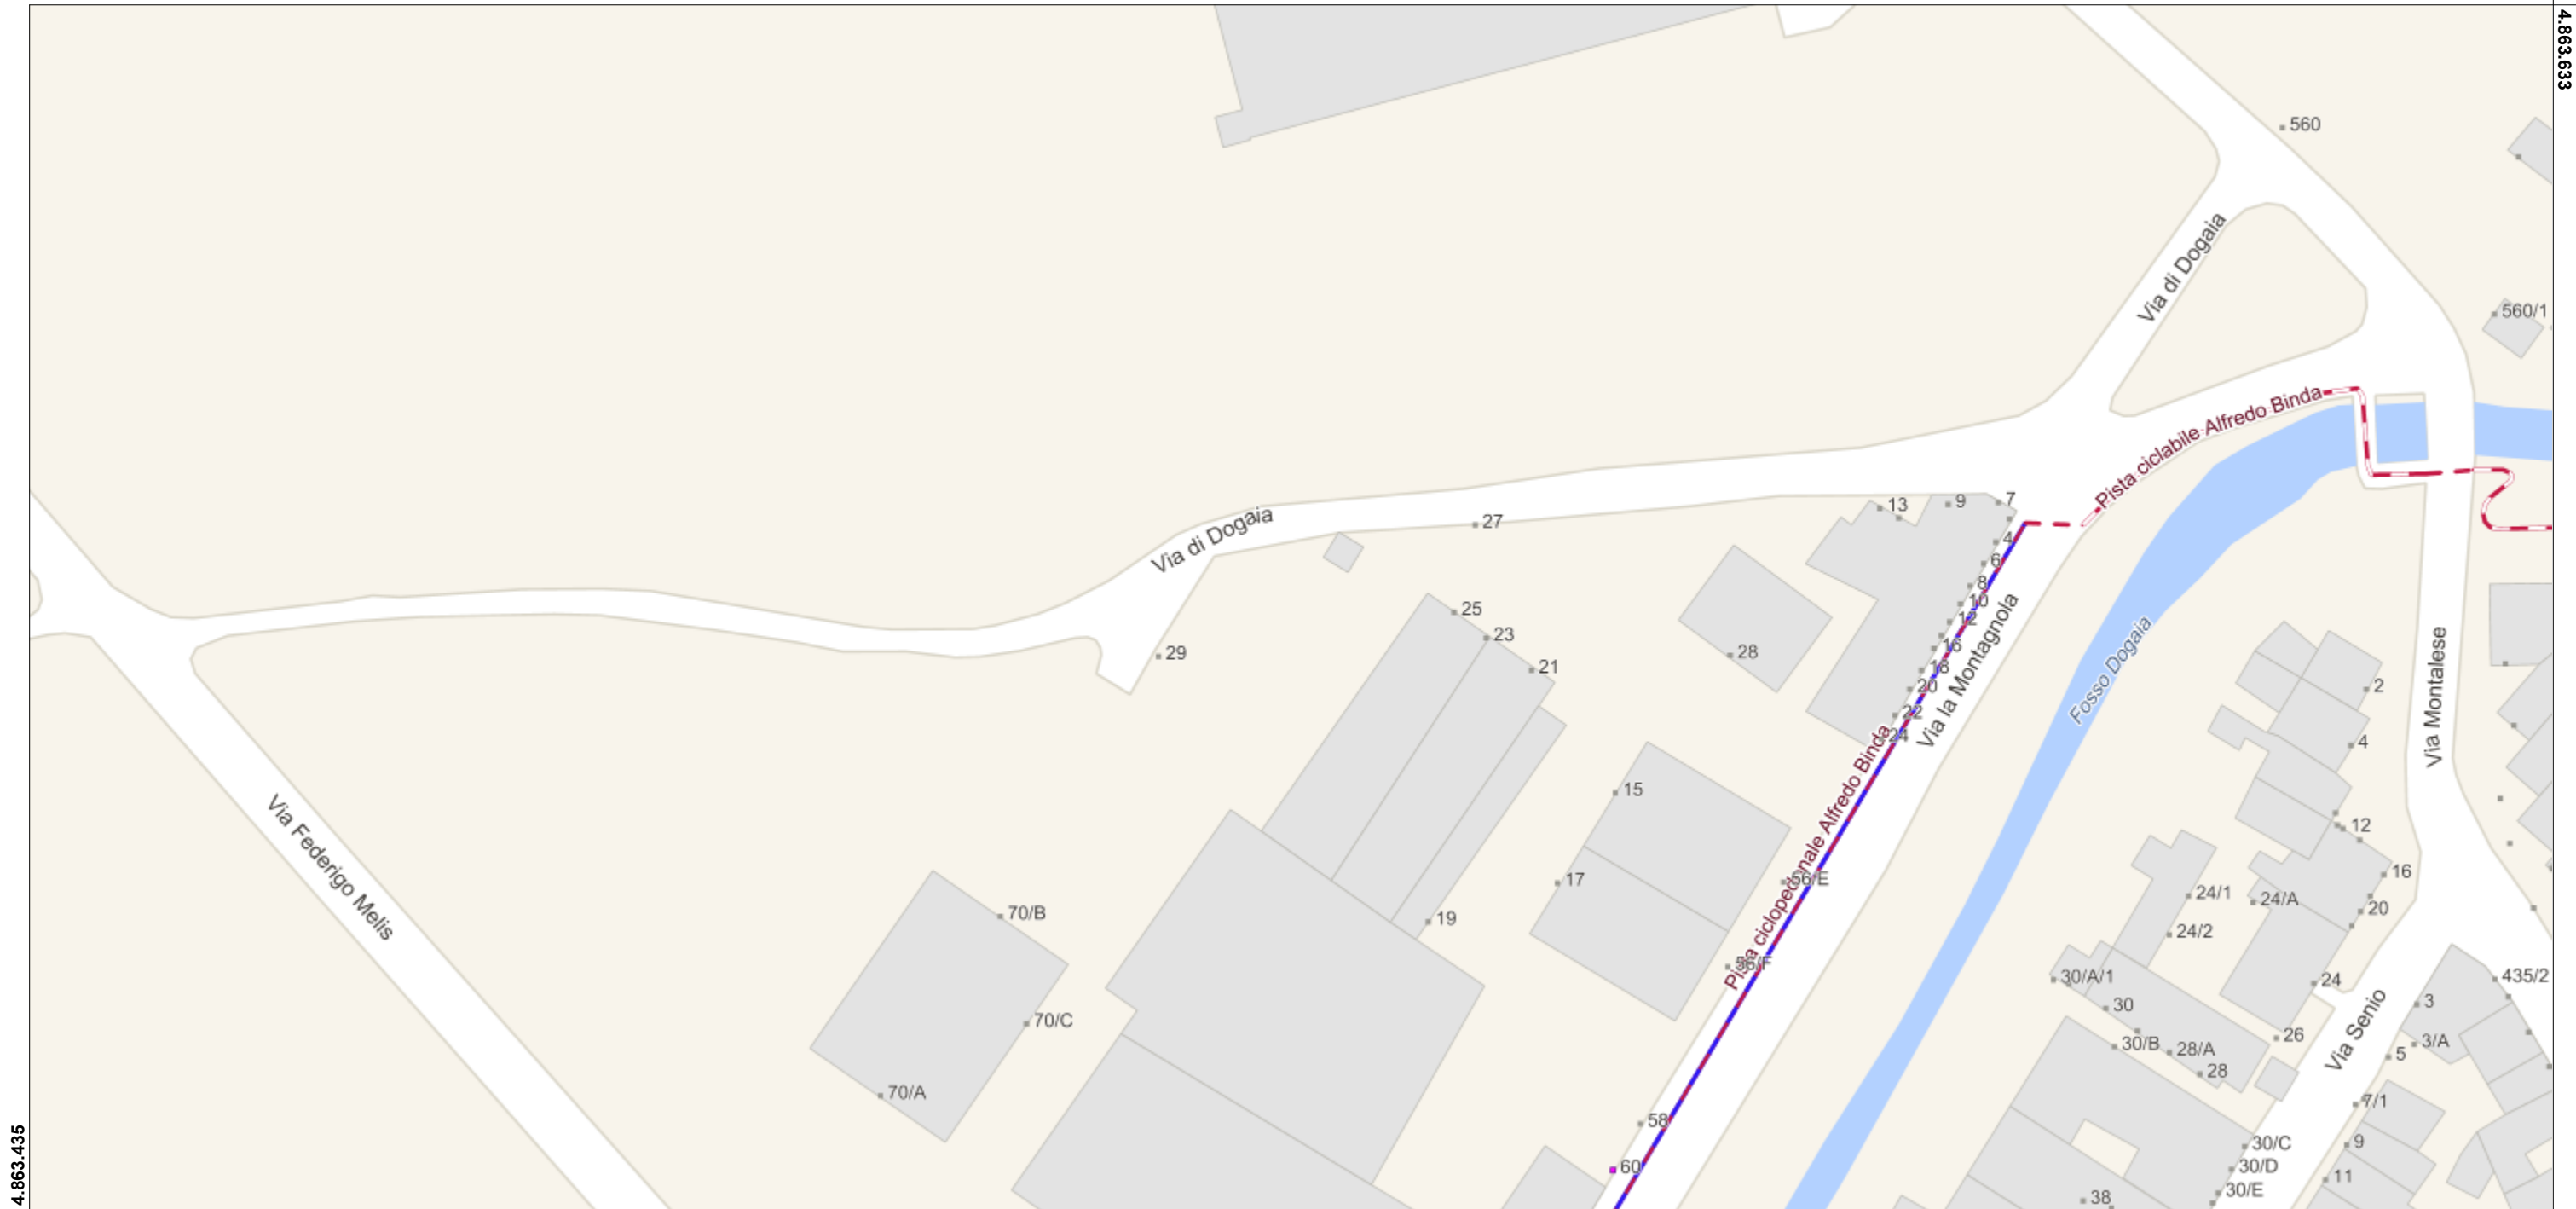 4.863.633
560
Via di Dogaia
560/1
Pista ciclabile Alfredo Binda
7
9
13
Via di Dogaia
27
4
6
8
10
12
16
18
20
22
24
25
23
21
28
29
Via la Montagnola
Fosso Dogaia
Via Montalese
2
4
12
16
15
17
19
Pista ciclopedonale Alfredo Binda
56/E
56/F
Via Federigo Melis
70/B
70/C
70/A
24/1
24/A
20
24/2
24
30/A/1
30
30/B
28/A
28
26
Via Senio
435/2
3
3/A
5
7/1
9
11
58
60
30/C
30/D
30/E
38
4.863.435